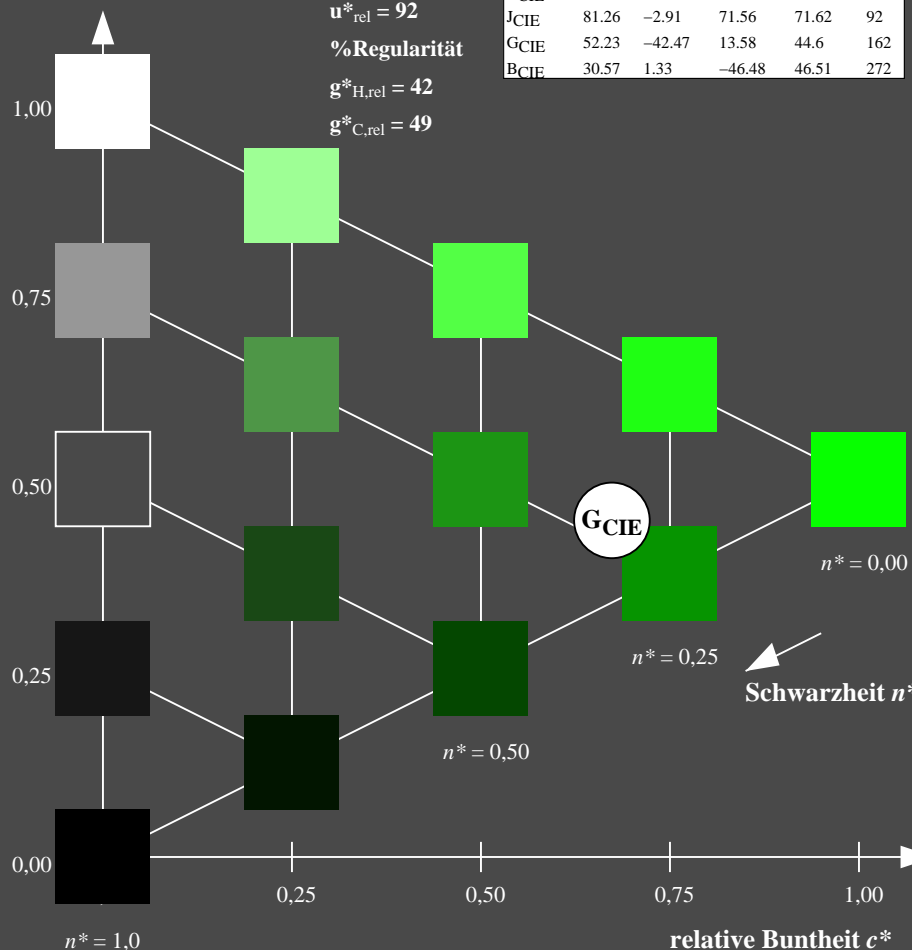 u*rel = 92
%Regularität
g*H,rel = 42
g*C,rel = 49
JCIE 81.26 −2.91 71.56 71.62 92
GCIE 52.23 −42.47 13.58 44.6 162
BCIE 30.57 1.33 −46.48 46.51 272
1,00
0,75
0,50
GCIE
n* = 0,00
n* = 0,25
0,25
Schwarzheit n*
n* = 0,50
0,00
0,25 0,50 0,75 1,00
n* = 1,0
relative Buntheit c*